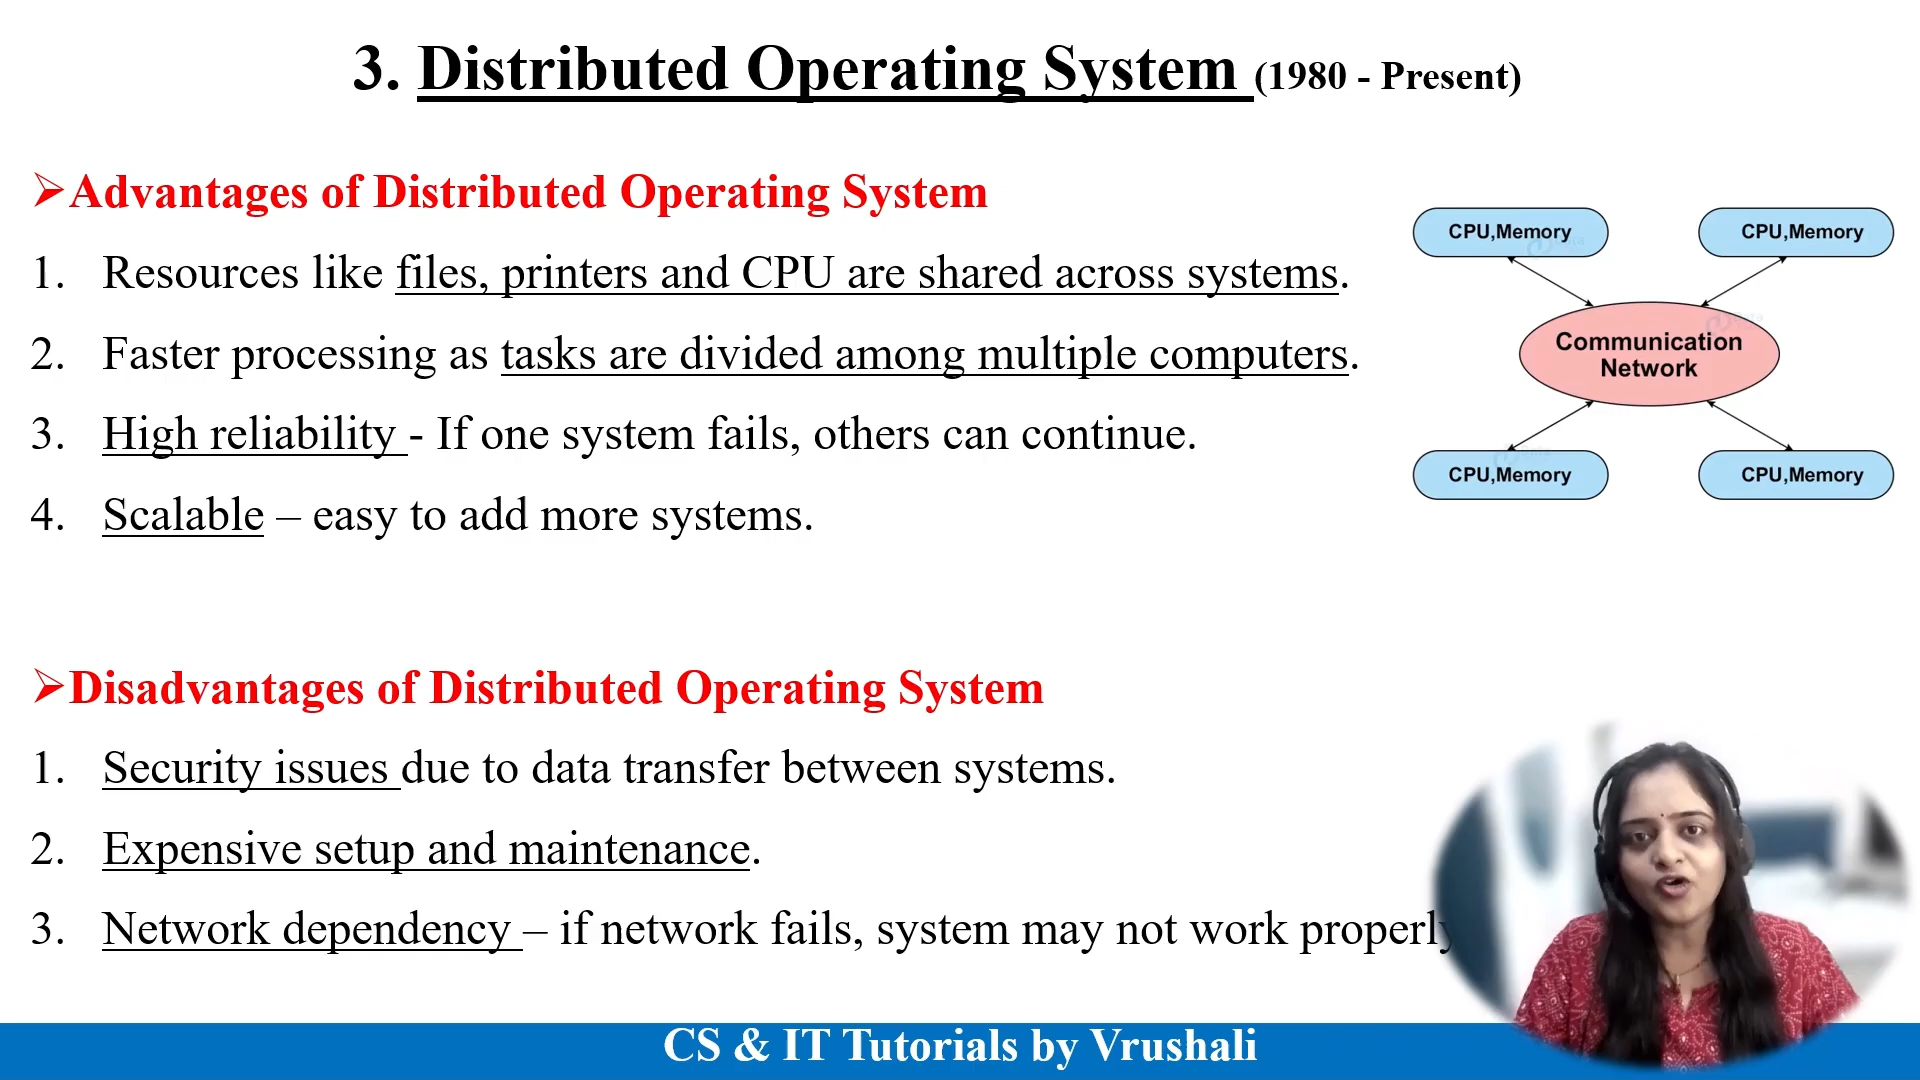 3. Distributed Operating System (1980 - Present)
➢Advantages of Distributed Operating System
1. Resources like files, printers and CPU are shared across systems.
2. Faster processing as tasks are divided among multiple computers.
3. High reliability - If one system fails, others can continue.
4. Scalable – easy to add more systems.
CPU,Memory
CPU,Memory
Communication
Network
CPU,Memory
CPU,Memory
➢Disadvantages of Distributed Operating System
1. Security issues due to data transfer between systems.
2. Expensive setup and maintenance.
3. Network dependency – if network fails, system may not work properly
CS & IT Tutorials by Vrushali